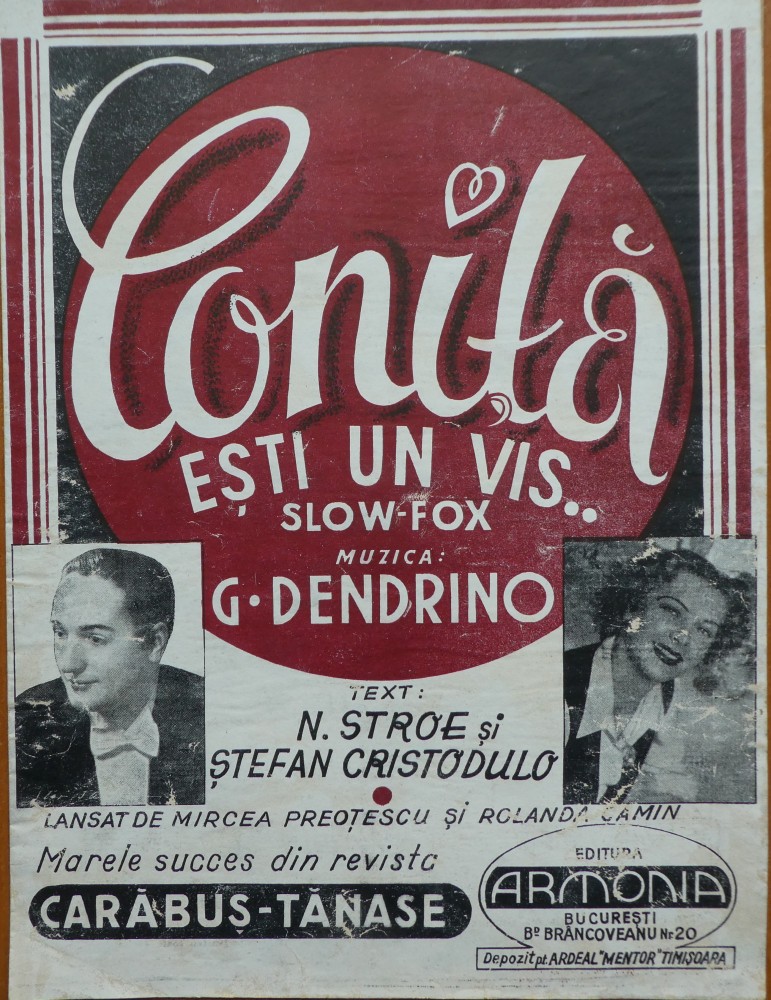 Coniță
EȘTI UN VIS..
SLOW-FOX
MUZICA:
G. DENDRINO
TEXT:
N. STROE și
ȘTEFAN CRISTODULO
LANSAT DE MIRCEA PREOȚESCU ȘI ROLANDA CAMIN
Marele succes din revista
CARĂBUȘ-TĂNASE
EDITURA
ARMONIA
BUCUREȘTI
Bᴰ BRÂNCOVEANU Nr 20
Depozit pt. ARDEAL "MENTOR" TIMIȘOARA